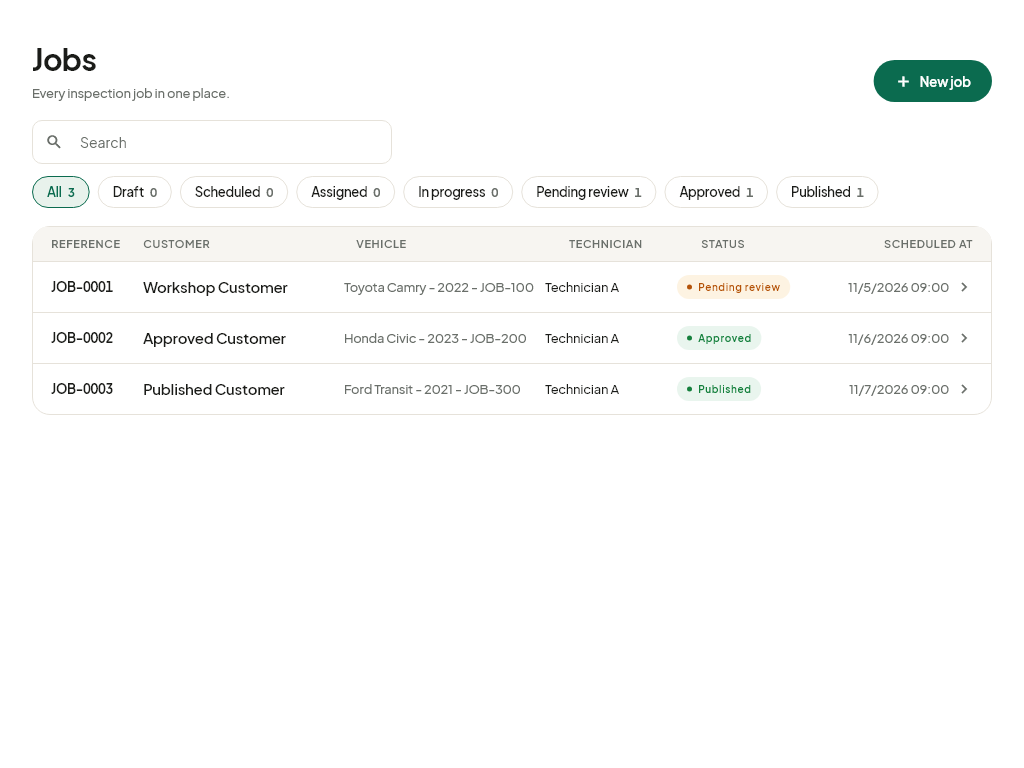 Jobs
Every inspection job in one place.
+ New job
Search
All 3 Draft 0 Scheduled 0 Assigned 0 In progress 0 Pending review 1 Approved 1 Published 1
REFERENCE CUSTOMER VEHICLE TECHNICIAN STATUS SCHEDULED AT
JOB-0001 Workshop Customer Toyota Camry - 2022 - JOB-100 Technician A Pending review 11/5/2026 09:00
JOB-0002 Approved Customer Honda Civic - 2023 - JOB-200 Technician A Approved 11/6/2026 09:00
JOB-0003 Published Customer Ford Transit - 2021 - JOB-300 Technician A Published 11/7/2026 09:00